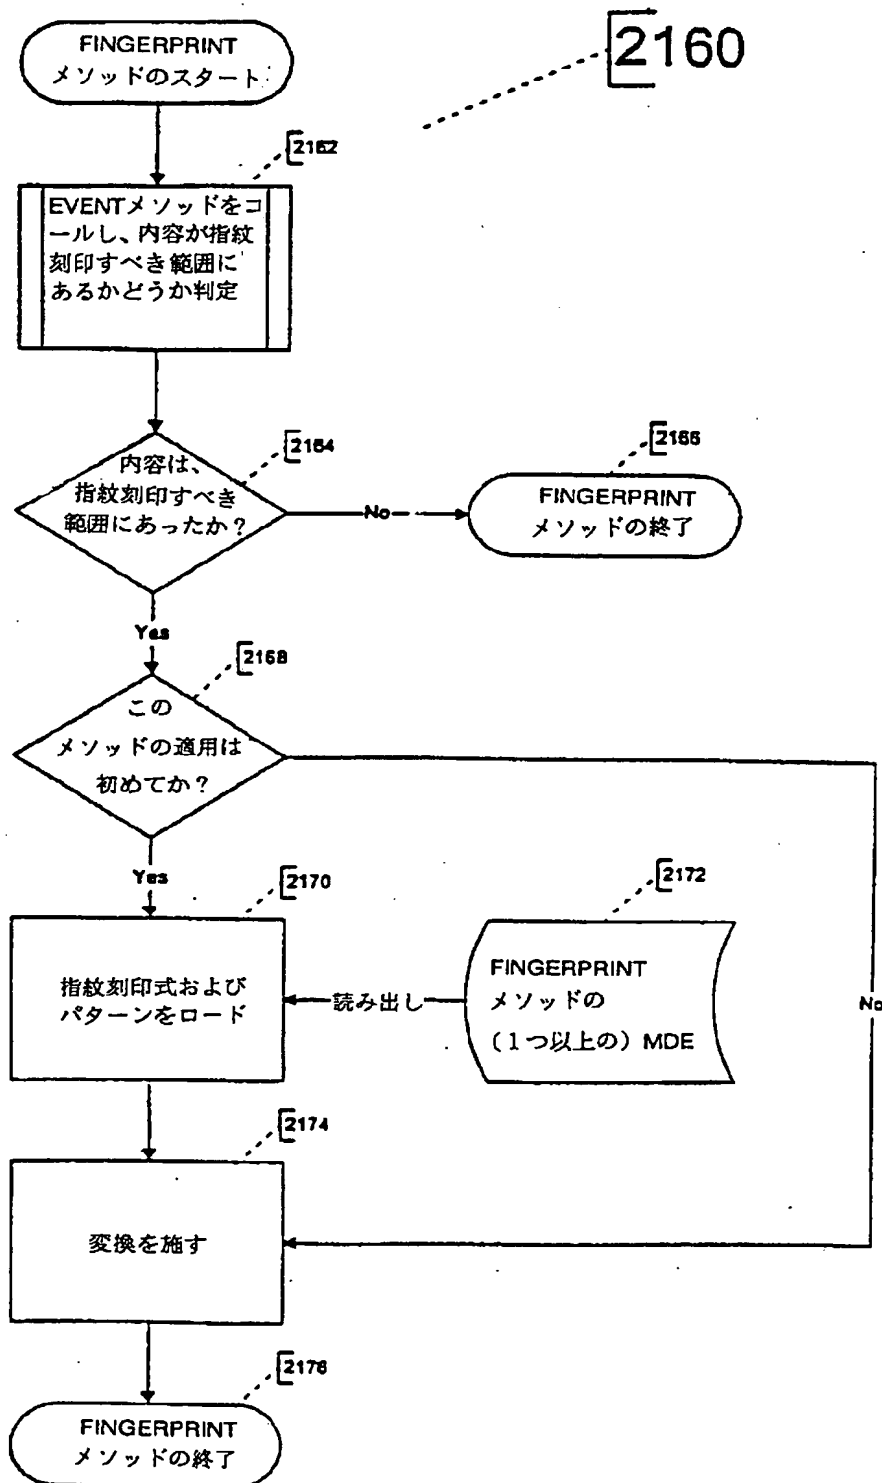 FINGERPRINT
メソッドのスタート
2160
2162
EVENTメソッドをコ
ールし、内容が指紋
刻印すべき範囲に
あるかどうか判定
2164
内容は、
指紋刻印すべき
範囲にあったか？
No
2166
FINGERPRINT
メソッドの終了
Yes
2168
この
メソッドの適用は
初めてか？
Yes
No
2170
指紋刻印式および
パターンをロード
読み出し
2172
FINGERPRINT
メソッドの
（１つ以上の）MDE
2174
変換を施す
2176
FINGERPRINT
メソッドの終了